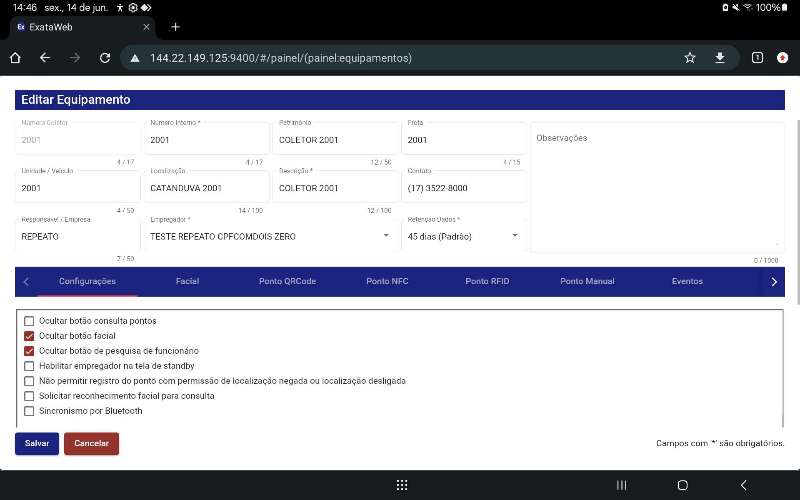 14:46 sex., 14 de jun. 100%
Ex ExataWeb
144.22.149.125:9400/#/painel/(painel:equipamentos) 1
Editar Equipamento
Número Coletor Número Interno * Patrimônio Frota
2001 2001 COLETOR 2001 2001 Observações
4 / 17 4 / 17 12 / 50 4 / 15
Unidade / Veículo Localização Descrição * Contato
2001 CATANDUVA 2001 COLETOR 2001 (17) 3522-8000
4 / 50 14 / 100 12 / 100
Responsável / Empresa Empregador * Retenção Dados *
REPEATO TESTE REPEATO CPFCOMDOIS ZERO 45 dias (Padrão)
7 / 50 0 / 1000
Configurações Facial Ponto QRCode Ponto NFC Ponto RFID Ponto Manual Eventos
Ocultar botão consulta pontos
Ocultar botão facial
Ocultar botão de pesquisa de funcionário
Habilitar empregador na tela de standby
Não permitir registro do ponto com permissão de localização negada ou localização desligada
Solicitar reconhecimento facial para consulta
Sincronismo por Bluetooth
Salvar Cancelar Campos com '*' são obrigatórios.